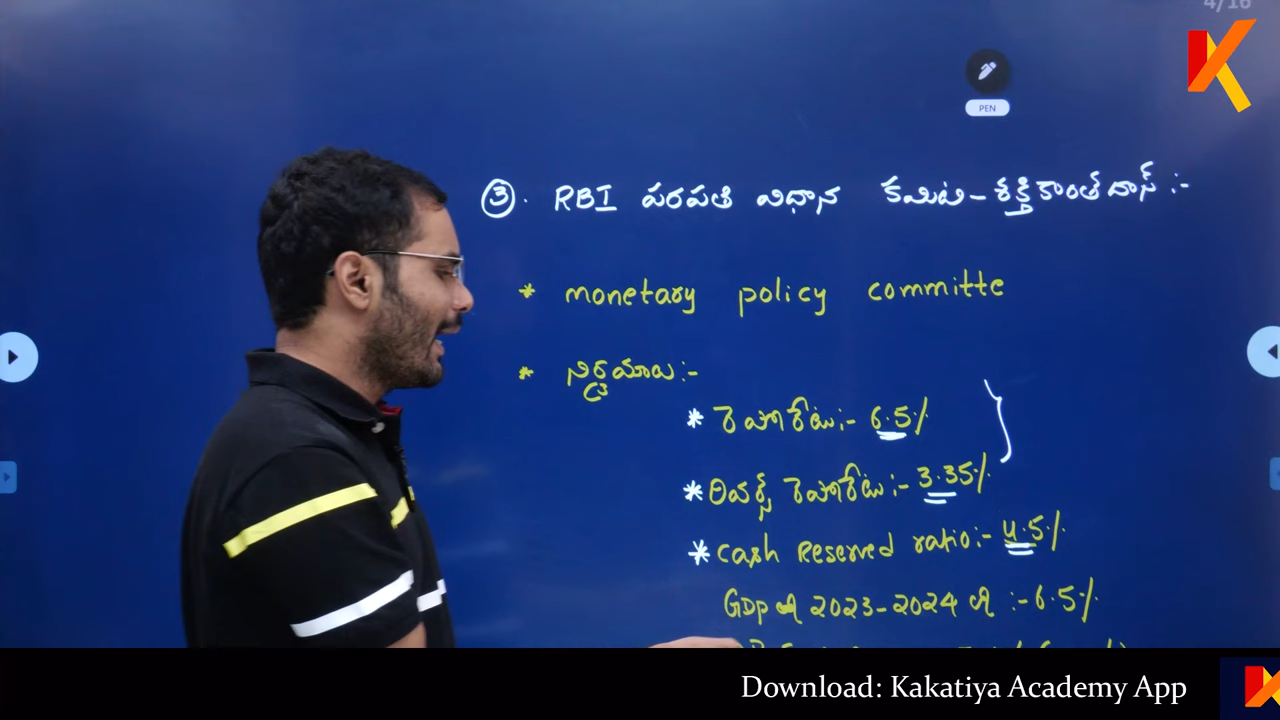 4/16
PEN
③. RBI పరపతి విధాన కమిటి - శక్తికాంత్ దాస్ :-
* monetary policy committe
* నిర్ణయాలు :-
* రెపోరేటు :- 6.5%
* రివర్స్ రెపోరేటు :- 3.35%
* Cash Reserved ratio :- 4.5%
GDP 2023-2024 :- 6.5%
Download: Kakatiya Academy App